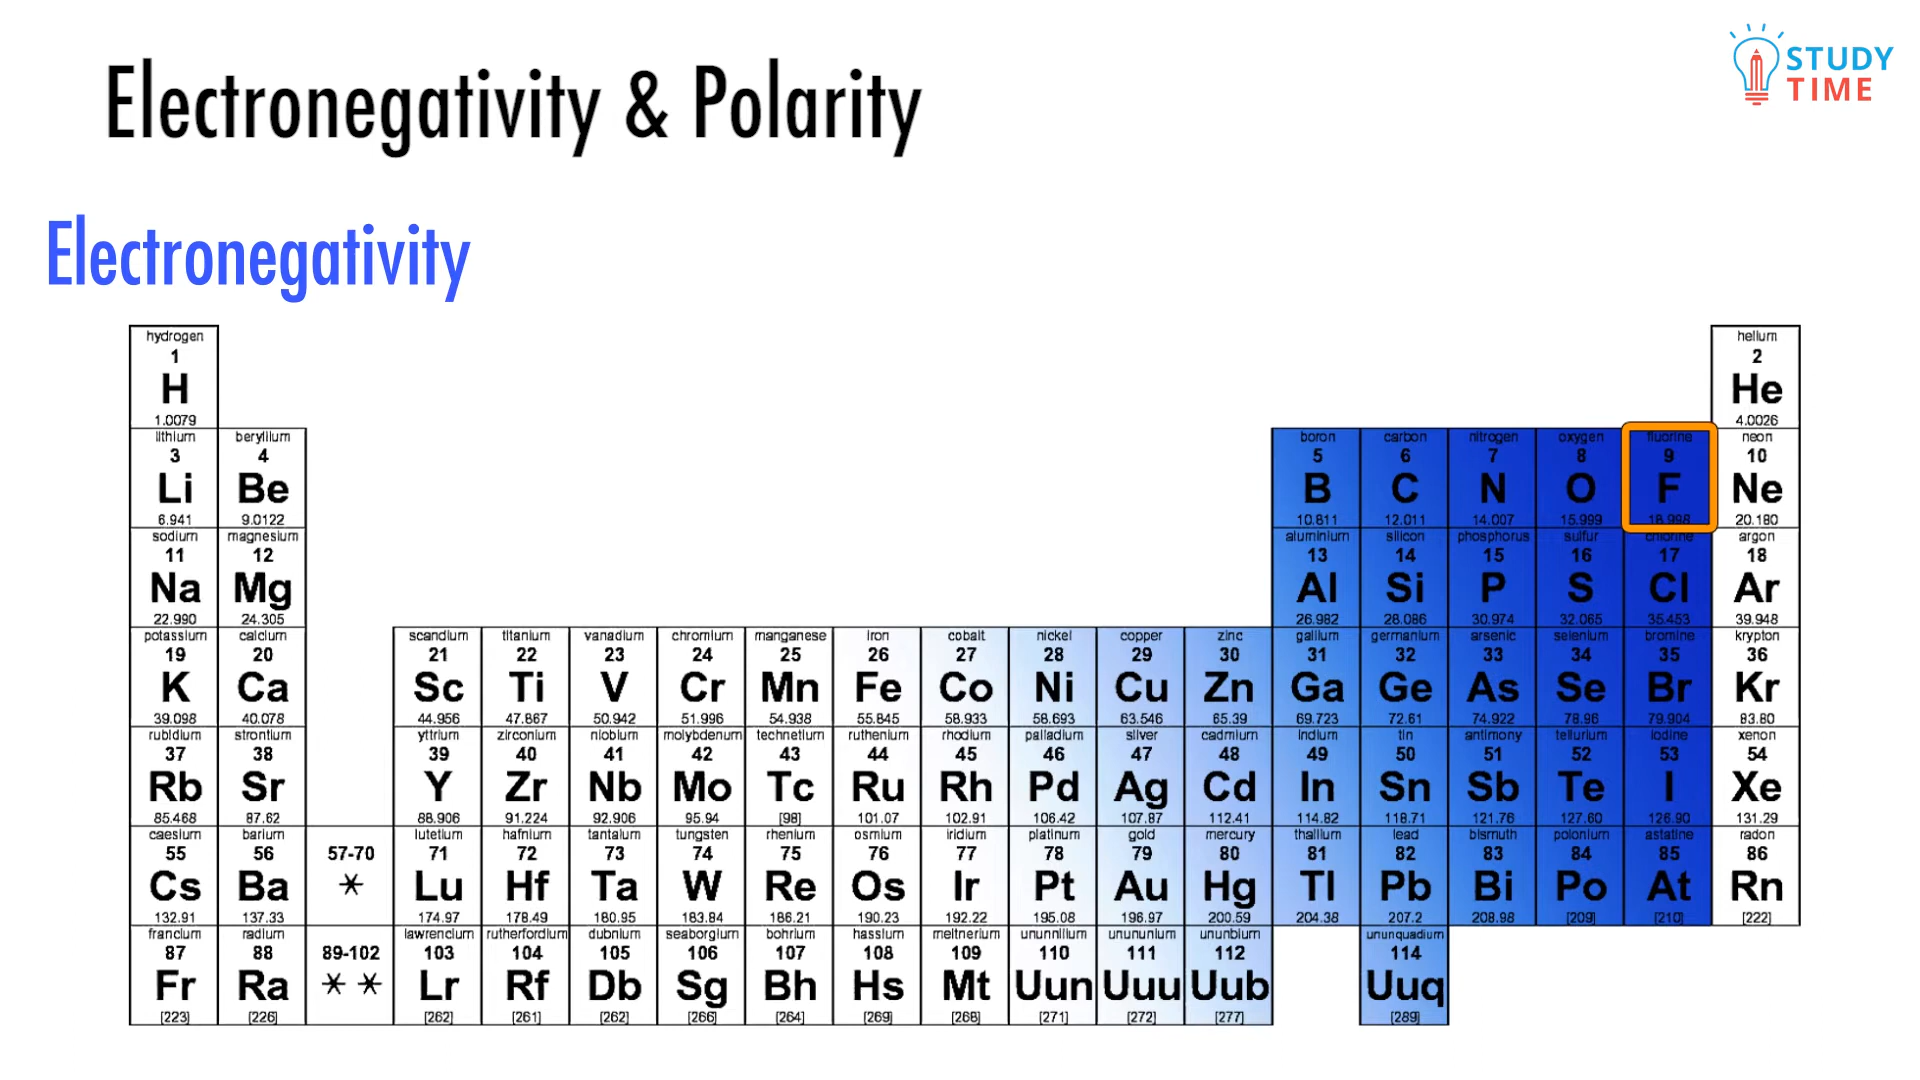 Electronegativity & Polarity
STUDY
TIME
Electronegativity
hydrogen helium
1 2
H He
1.0079 4.0026
lithium beryllium boron carbon nitrogen oxygen fluorine neon
3 4 5 6 7 8 9 10
Li Be B C N O F Ne
6.941 9.0122 10.811 12.011 14.007 15.999 18.998 20.180
sodium magnesium aluminium silicon phosphorus sulfur chlorine argon
11 12 13 14 15 16 17 18
Na Mg Al Si P S Cl Ar
22.990 24.305 26.982 28.086 30.974 32.065 35.453 39.948
potassium calcium scandium titanium vanadium chromium manganese iron cobalt nickel copper zinc gallium germanium arsenic selenium bromine krypton
19 20 21 22 23 24 25 26 27 28 29 30 31 32 33 34 35 36
K Ca Sc Ti V Cr Mn Fe Co Ni Cu Zn Ga Ge As Se Br Kr
39.098 40.078 44.956 47.867 50.942 51.996 54.938 55.845 58.933 58.693 63.546 65.39 69.723 72.61 74.922 78.96 79.904 83.80
rubidium strontium yttrium zirconium niobium molybdenum technetium ruthenium rhodium palladium silver cadmium indium tin antimony tellurium iodine xenon
37 38 39 40 41 42 43 44 45 46 47 48 49 50 51 52 53 54
Rb Sr Y Zr Nb Mo Tc Ru Rh Pd Ag Cd In Sn Sb Te I Xe
85.468 87.62 88.906 91.224 92.906 95.94 [98] 101.07 102.91 106.42 107.87 112.41 114.82 118.71 121.76 127.60 126.90 131.29
caesium barium lutetium hafnium tantalum tungsten rhenium osmium iridium platinum gold mercury thallium lead bismuth polonium astatine radon
55 56 57-70 71 72 73 74 75 76 77 78 79 80 81 82 83 84 85 86
Cs Ba * Lu Hf Ta W Re Os Ir Pt Au Hg Tl Pb Bi Po At Rn
132.91 137.33 174.97 178.49 180.95 183.84 186.21 190.23 192.22 195.08 196.97 200.59 204.38 207.2 208.98 [209] [210] [222]
francium radium lawrencium rutherfordium dubnium seaborgium bohrium hassium meitnerium ununnilium unununium ununbium ununquadium
87 88 89-102 103 104 105 106 107 108 109 110 111 112 114
Fr Ra * * Lr Rf Db Sg Bh Hs Mt Uun Uuu Uub Uuq
[223] [226] [262] [261] [262] [266] [264] [269] [268] [271] [272] [277] [289]